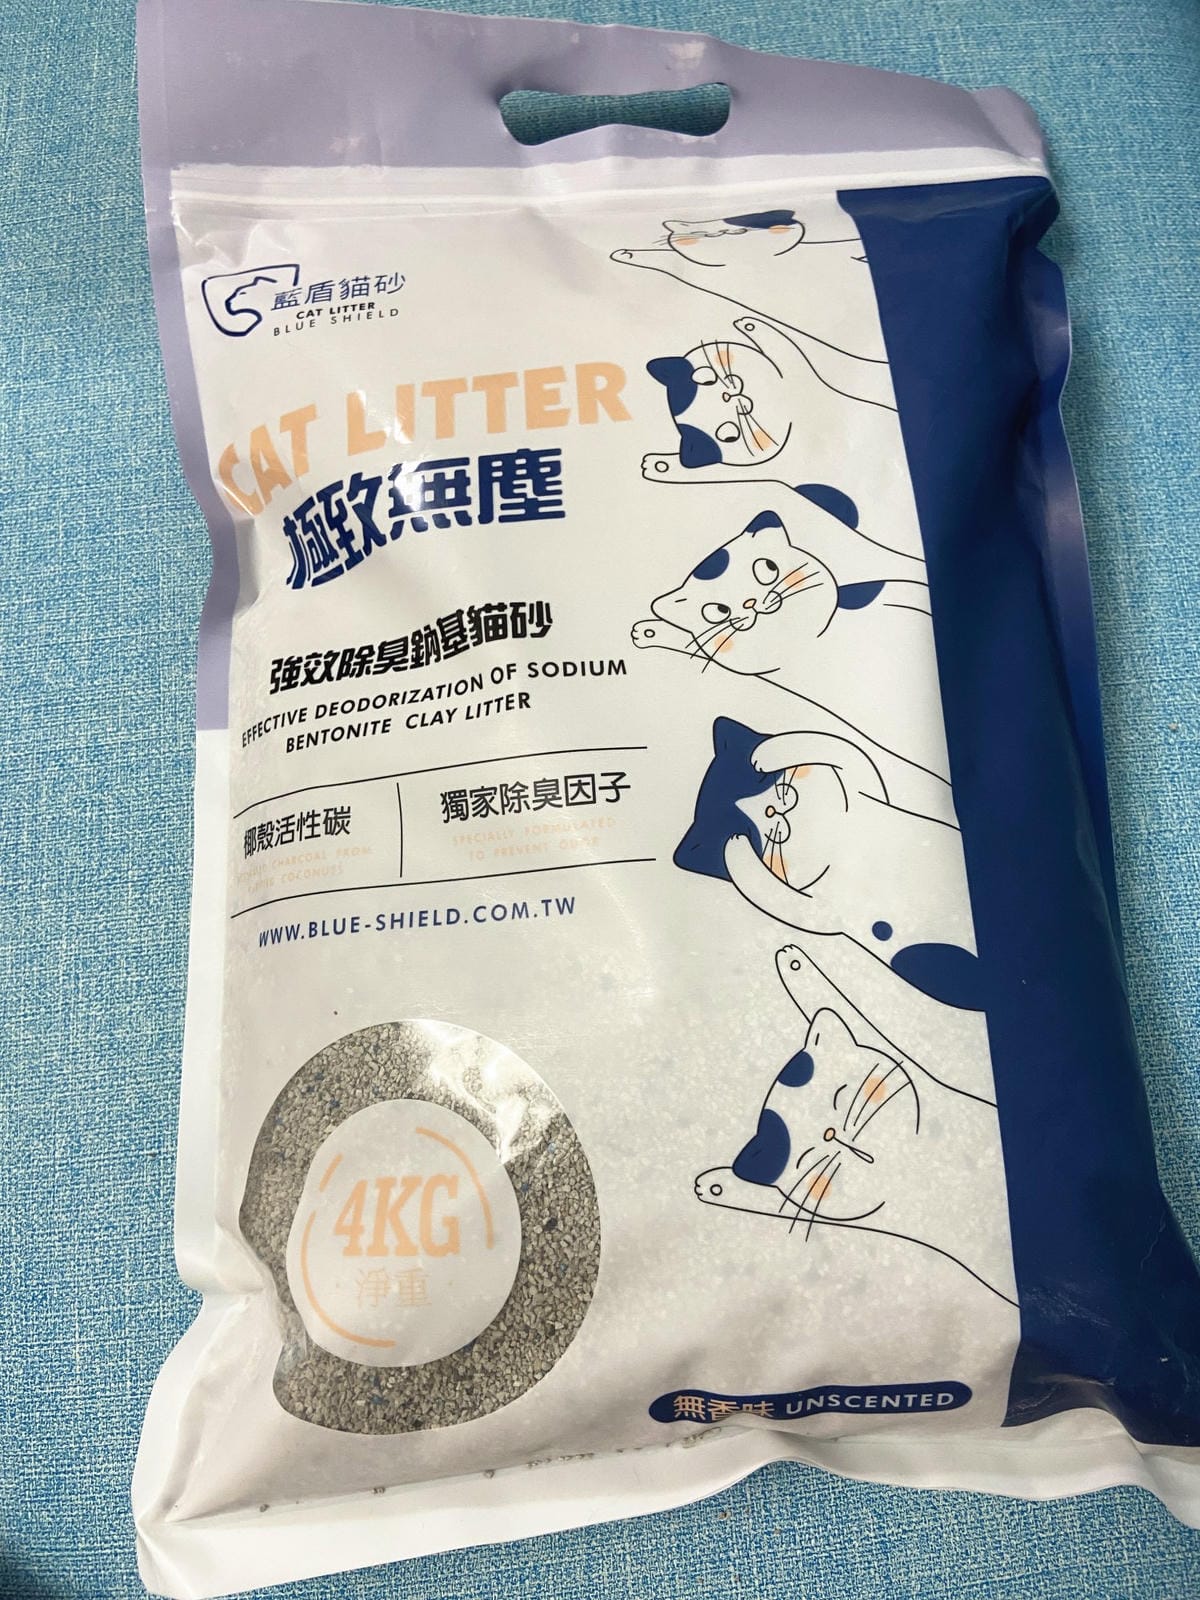 藍盾貓砂
CAT LITTER
BLUE SHIELD
CAT LITTER
極致無塵
強效除臭鈉基貓砂
EFFECTIVE DEODORIZATION OF SODIUM
BENTONITE CLAY LITTER
椰殼活性碳
CHARCOAL FROM
COCONUTS
獨家除臭因子
SPECIALLY FORMULATED
TO PREVENT ODOR
WWW.BLUE-SHIELD.COM.TW
4KG
淨重
無香味 UNSCENTED